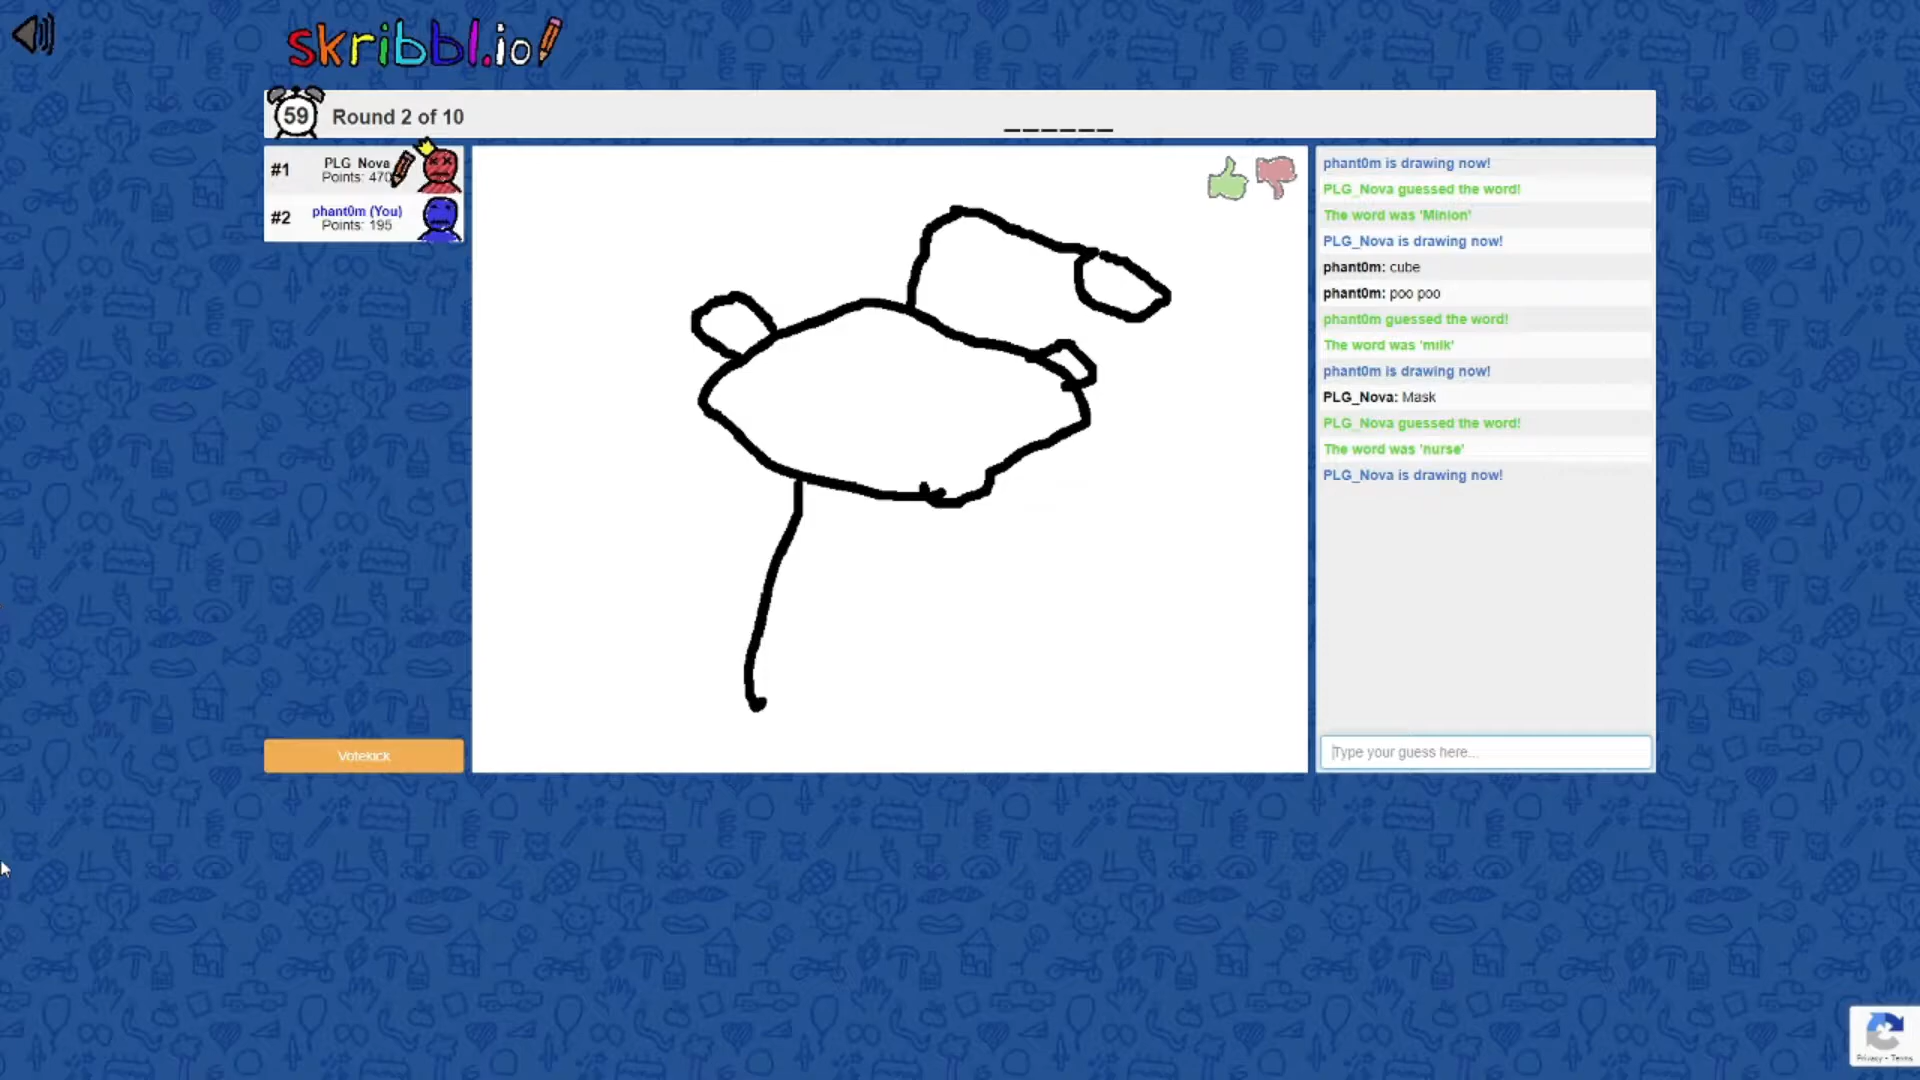 skribbl.io
59
Round 2 of 10
______
#1
PLG_Nova
Points: 470
#2
phant0m (You)
Points: 195
Votekick
phant0m is drawing now!
PLG_Nova guessed the word!
The word was 'Minion'
PLG_Nova is drawing now!
phant0m: cube
phant0m: poo poo
phant0m guessed the word!
The word was 'milk'
phant0m is drawing now!
PLG_Nova: Mask
PLG_Nova guessed the word!
The word was 'nurse'
PLG_Nova is drawing now!
Type your guess here...
Privacy - Terms